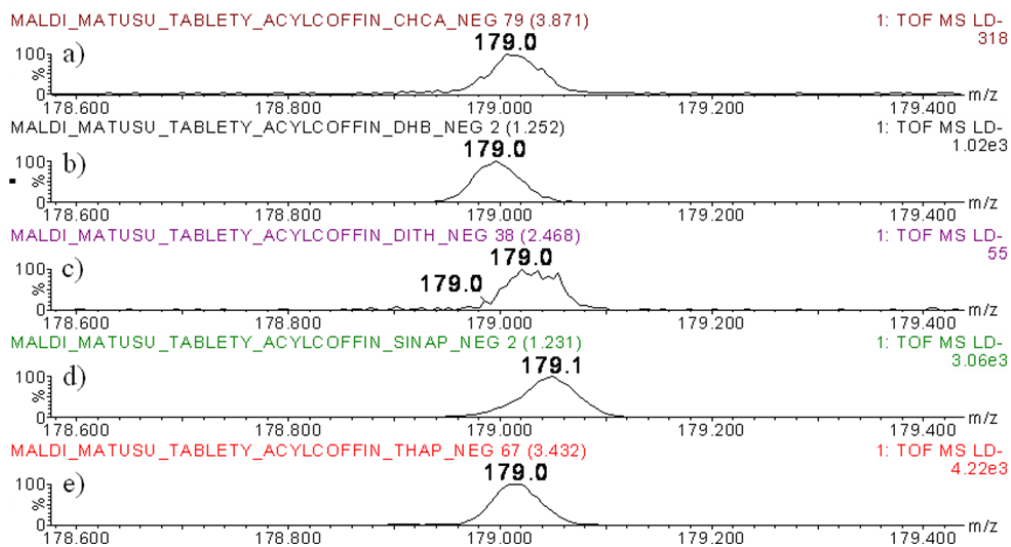 MALDI_MATUSU_TABLETY_ACYLCOFFIN_CHCA_NEG 79 (3.871) 1: TOF MS LD-
318
a) 179.0
100
%
0
178.600 178.800 179.000 179.200 179.400 m/z
MALDI_MATUSU_TABLETY_ACYLCOFFIN_DHB_NEG 2 (1.252) 1: TOF MS LD-
1.02e3
b) 179.0
100
%
0
178.600 178.800 179.000 179.200 179.400 m/z
MALDI_MATUSU_TABLETY_ACYLCOFFIN_DITH_NEG 38 (2.468) 1: TOF MS LD-
55
c) 179.0 179.0
100
%
0
178.600 178.800 179.000 179.200 179.400 m/z
MALDI_MATUSU_TABLETY_ACYLCOFFIN_SINAP_NEG 2 (1.231) 1: TOF MS LD-
3.06e3
d) 179.1
100
%
0
178.600 178.800 179.000 179.200 179.400 m/z
MALDI_MATUSU_TABLETY_ACYLCOFFIN_THAP_NEG 67 (3.432) 1: TOF MS LD-
4.22e3
e) 179.0
100
%
0
178.600 178.800 179.000 179.200 179.400 m/z